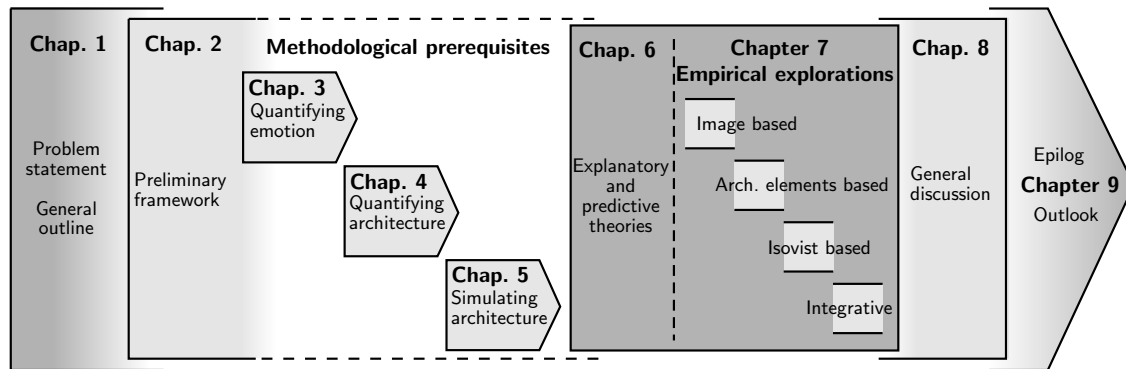 Chap. 1
Problem
statement
General
outline
Chap. 2
Preliminary
framework
Methodological prerequisites
Chap. 3
Quantifying
emotion
Chap. 4
Quantifying
architecture
Chap. 5
Simulating
architecture
Chap. 6
Explanatory
and
predictive
theories
Chapter 7
Empirical explorations
Image based
Arch. elements based
Isovist based
Integrative
Chap. 8
General
discussion
Epilog
Chapter 9
Outlook